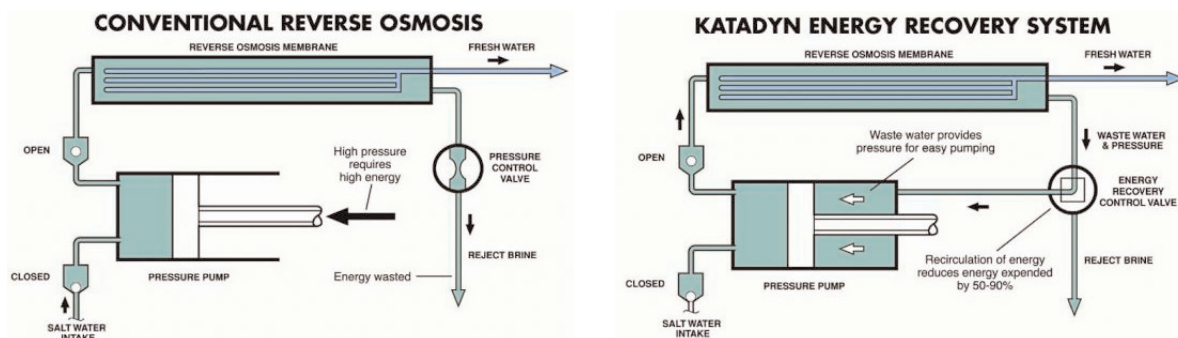 CONVENTIONAL REVERSE OSMOSIS
REVERSE OSMOSIS MEMBRANE
FRESH WATER
OPEN
High pressure
requires
high energy
PRESSURE
CONTROL
VALVE
CLOSED
PRESSURE PUMP
Energy wasted
REJECT BRINE
SALT WATER
INTAKE
KATADYN ENERGY RECOVERY SYSTEM
REVERSE OSMOSIS MEMBRANE
FRESH WATER
OPEN
Waste water provides
pressure for easy pumping
WASTE WATER
& PRESSURE
ENERGY
RECOVERY
CONTROL VALVE
CLOSED
PRESSURE PUMP
Recirculation of energy
reduces energy expended
by 50-90%
REJECT BRINE
SALT WATER
INTAKE